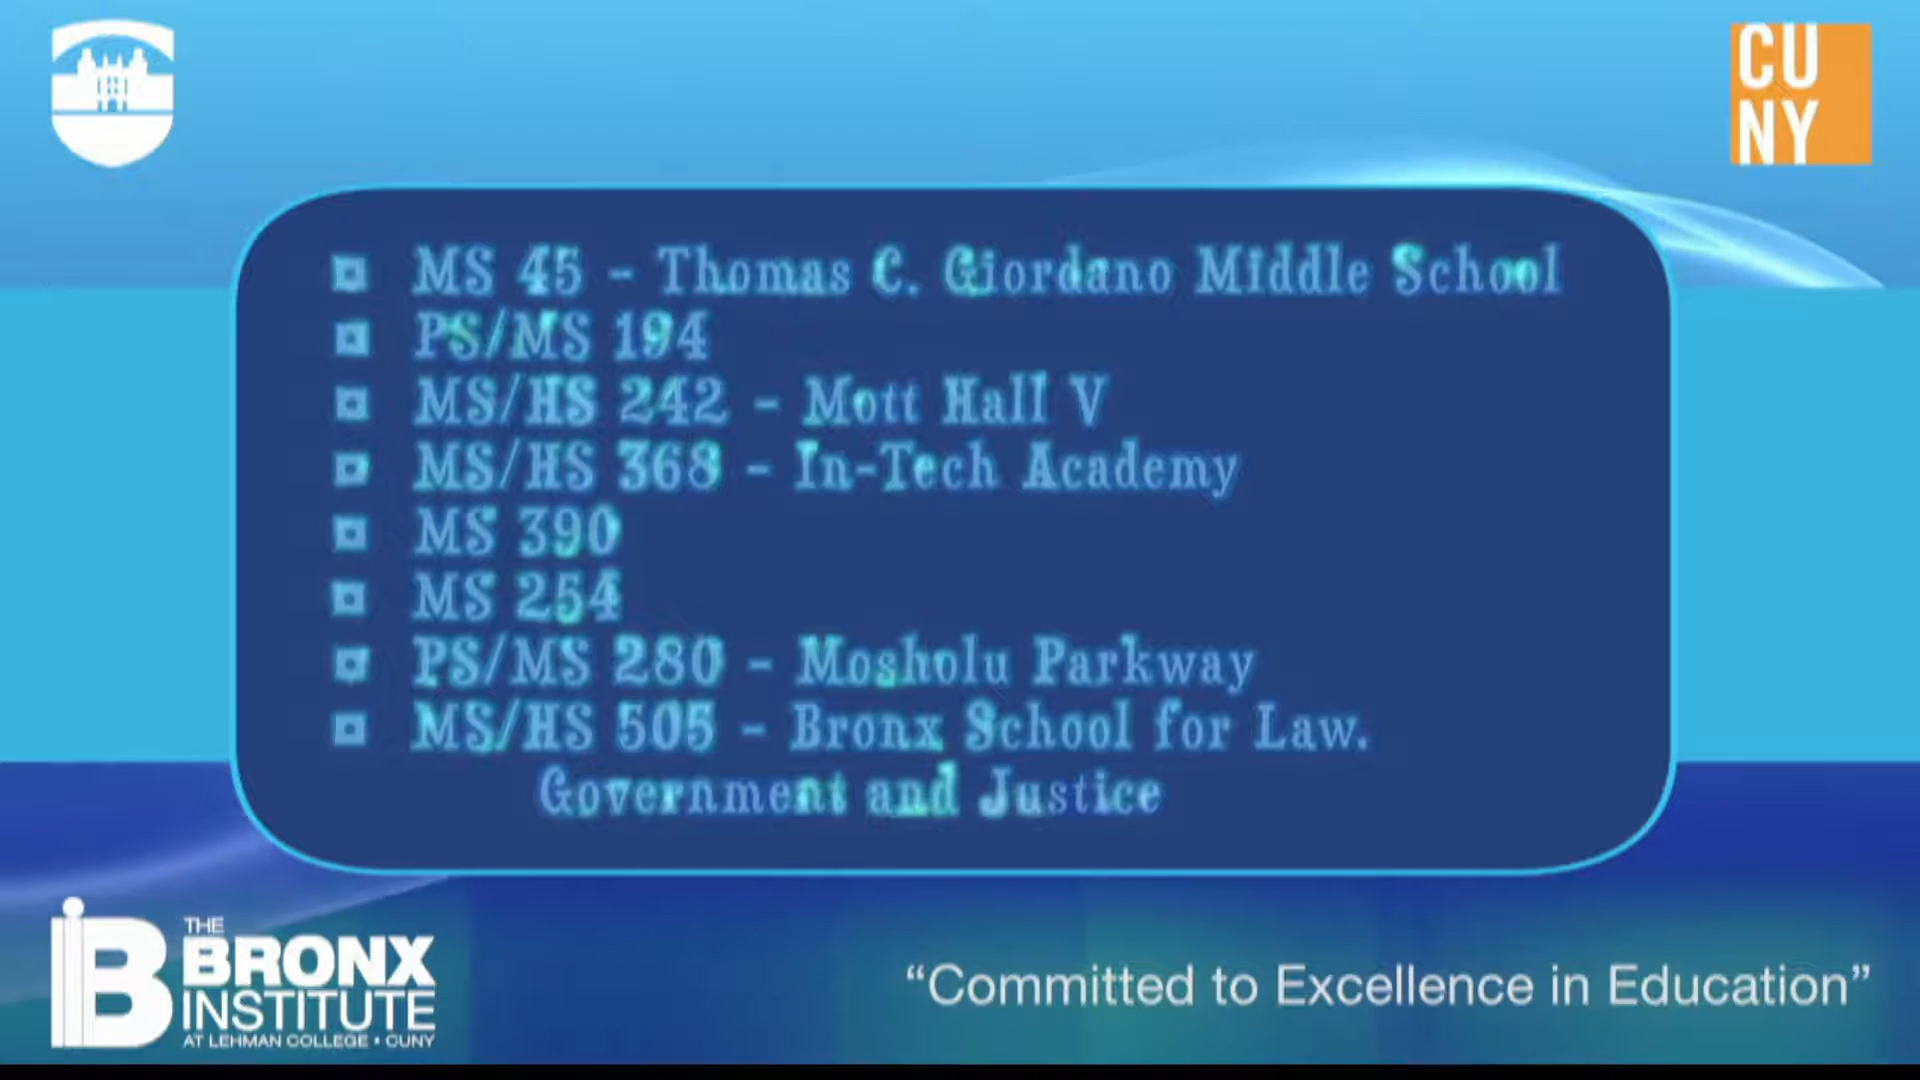 CU
NY
MS 45 - Thomas C. Giordano Middle School
PS/MS 194
MS/HS 242 - Mott Hall V
MS/HS 368 - In-Tech Academy
MS 390
MS 254
PS/MS 280 - Mosholu Parkway
MS/HS 505 - Bronx School for Law.
Government and Justice
iB
THE
BRONX
INSTITUTE
AT LEHMAN COLLEGE • CUNY
“Committed to Excellence in Education”